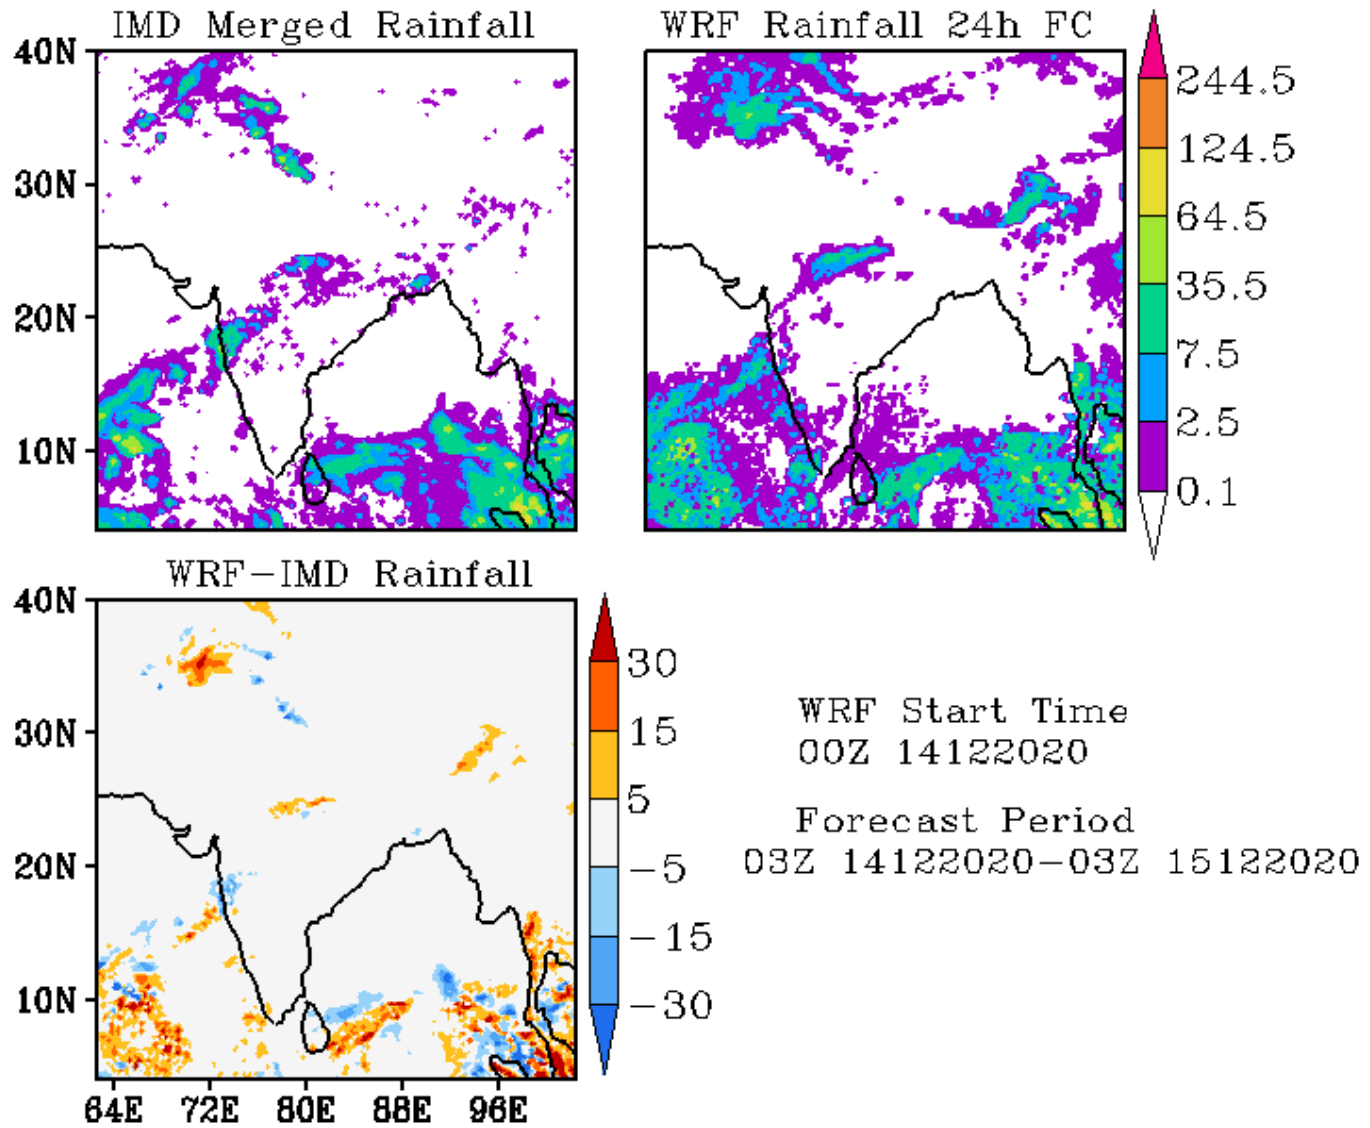 IMD Merged Rainfall
WRF Rainfall 24h FC
40N
30N
20N
10N
244.5
124.5
64.5
35.5
7.5
2.5
0.1
WRF-IMD Rainfall
40N
30N
20N
10N
64E 72E 80E 88E 96E
30
15
5
-5
-15
-30
WRF Start Time
00Z 14122020
Forecast Period
03Z 14122020-03Z 15122020